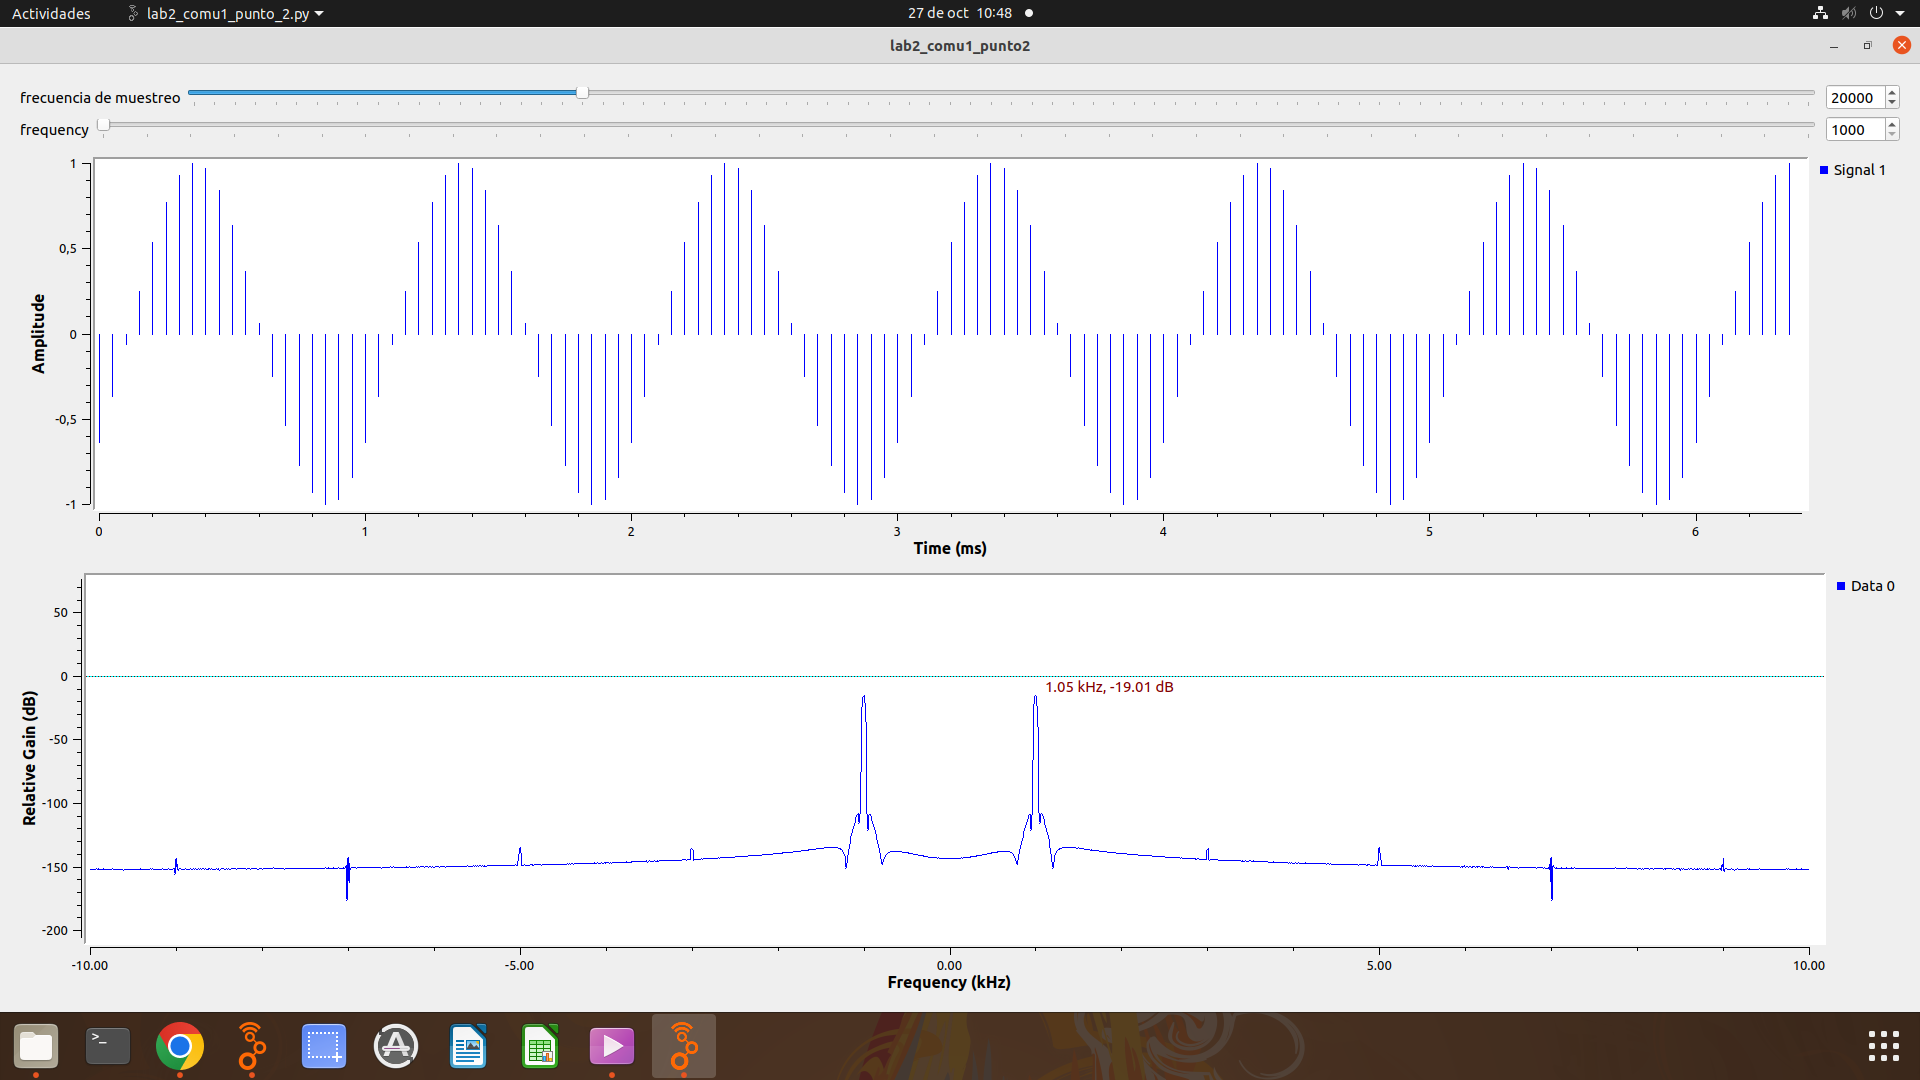 Actividades lab2_comu1_punto_2.py 27 de oct 10:48
lab2_comu1_punto2
frecuencia de muestreo 20000
frequency 1000
1
0,5
0
-0,5
-1
Amplitude
Signal 1
0 1 2 3 4 5 6
Time (ms)
50
0
-50
-100
-150
-200
Relative Gain (dB)
1.05 kHz, -19.01 dB
Data 0
-10.00 -5.00 0.00 5.00 10.00
Frequency (kHz)
>_